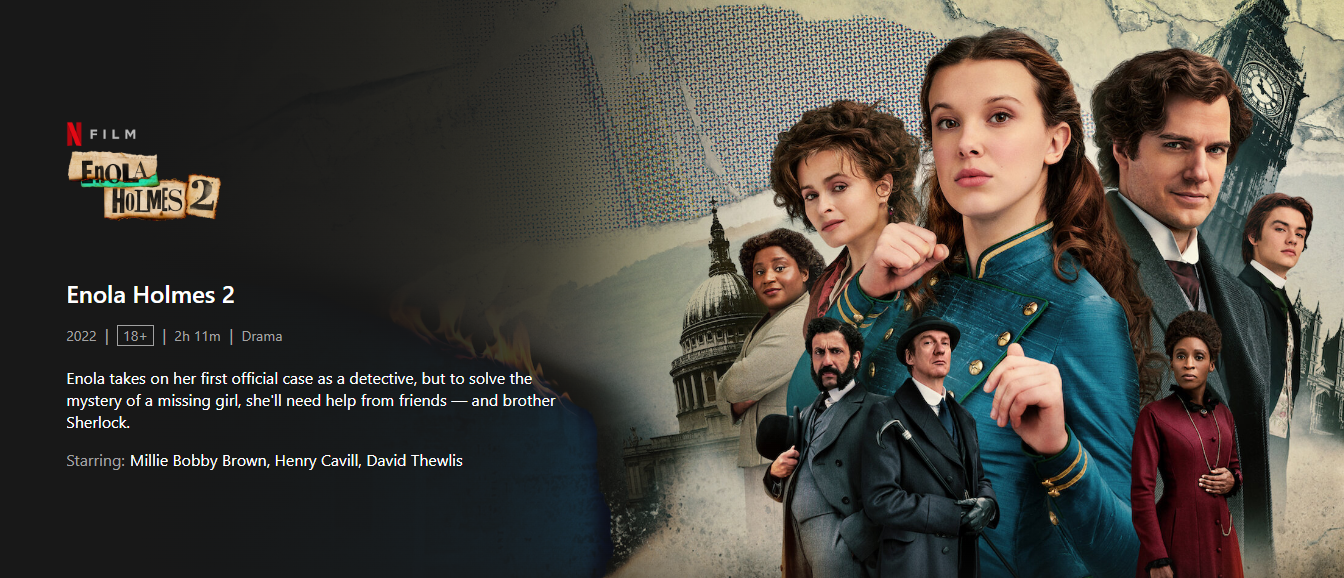 N FILM
EnOLA
HOLMES 2
Enola Holmes 2
2022 | 18+ | 2h 11m | Drama
Enola takes on her first official case as a detective, but to solve the
mystery of a missing girl, she'll need help from friends — and brother
Sherlock.
Starring: Millie Bobby Brown, Henry Cavill, David Thewlis